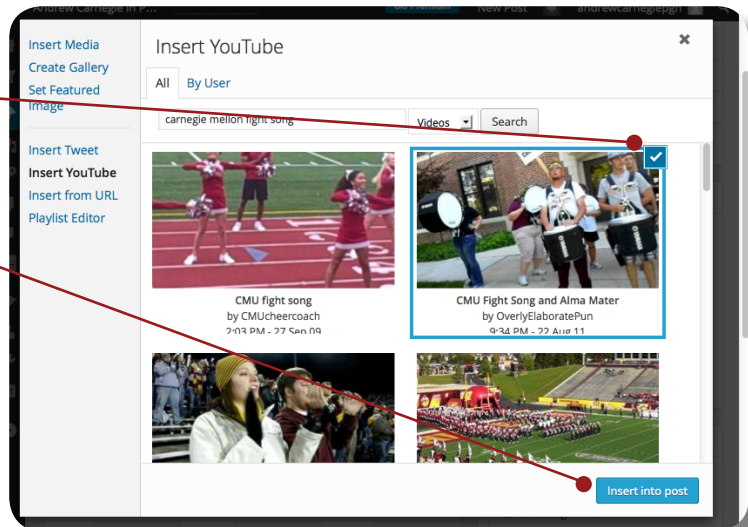 Andrew Carnegie in P...
Go Premium
New Post
andrewcarnegiepgh
Insert Media
Create Gallery
Set Featured
Image
Insert Tweet
Insert YouTube
Insert from URL
Playlist Editor
Insert YouTube
All
By User
carnegie mellon fight song
Videos
Search
CMU fight song
by CMUcheercoach
2:03 PM - 27 Sep 09
CMU Fight Song and Alma Mater
by OverlyElaboratePun
9:34 PM - 22 Aug 11
Insert into post